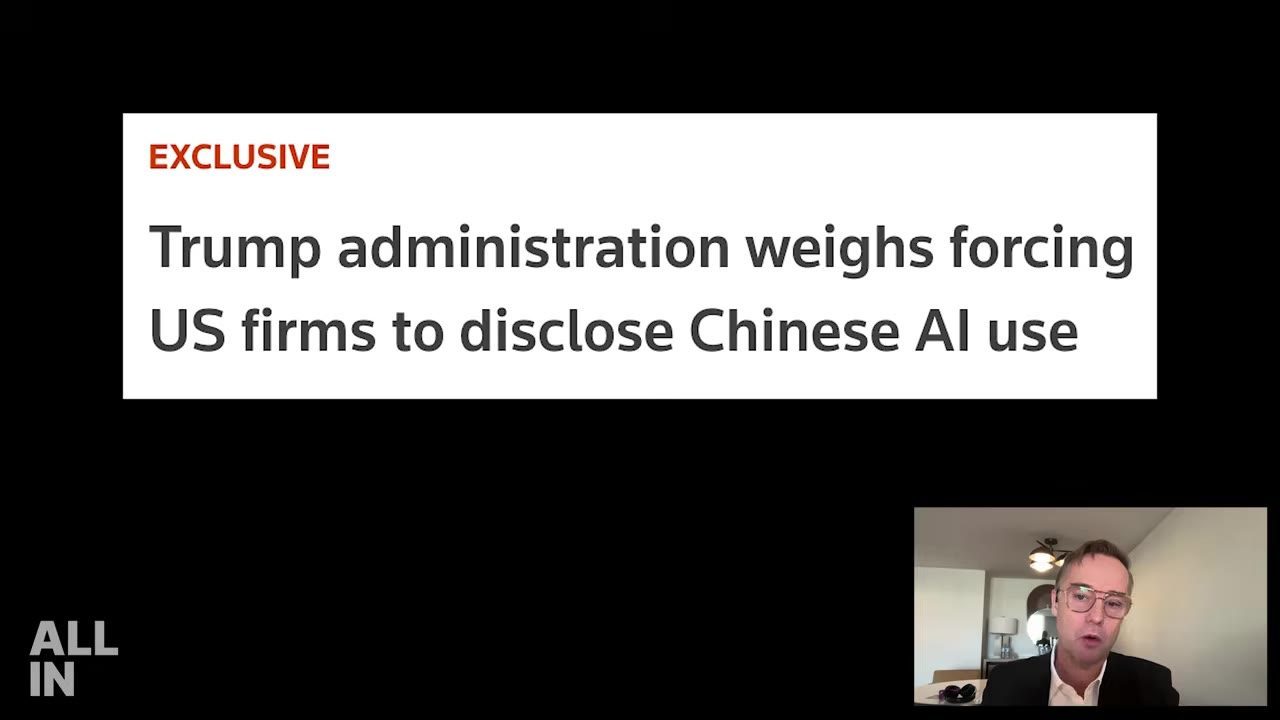 EXCLUSIVE
Trump administration weighs forcing
US firms to disclose Chinese AI use
ALL
IN